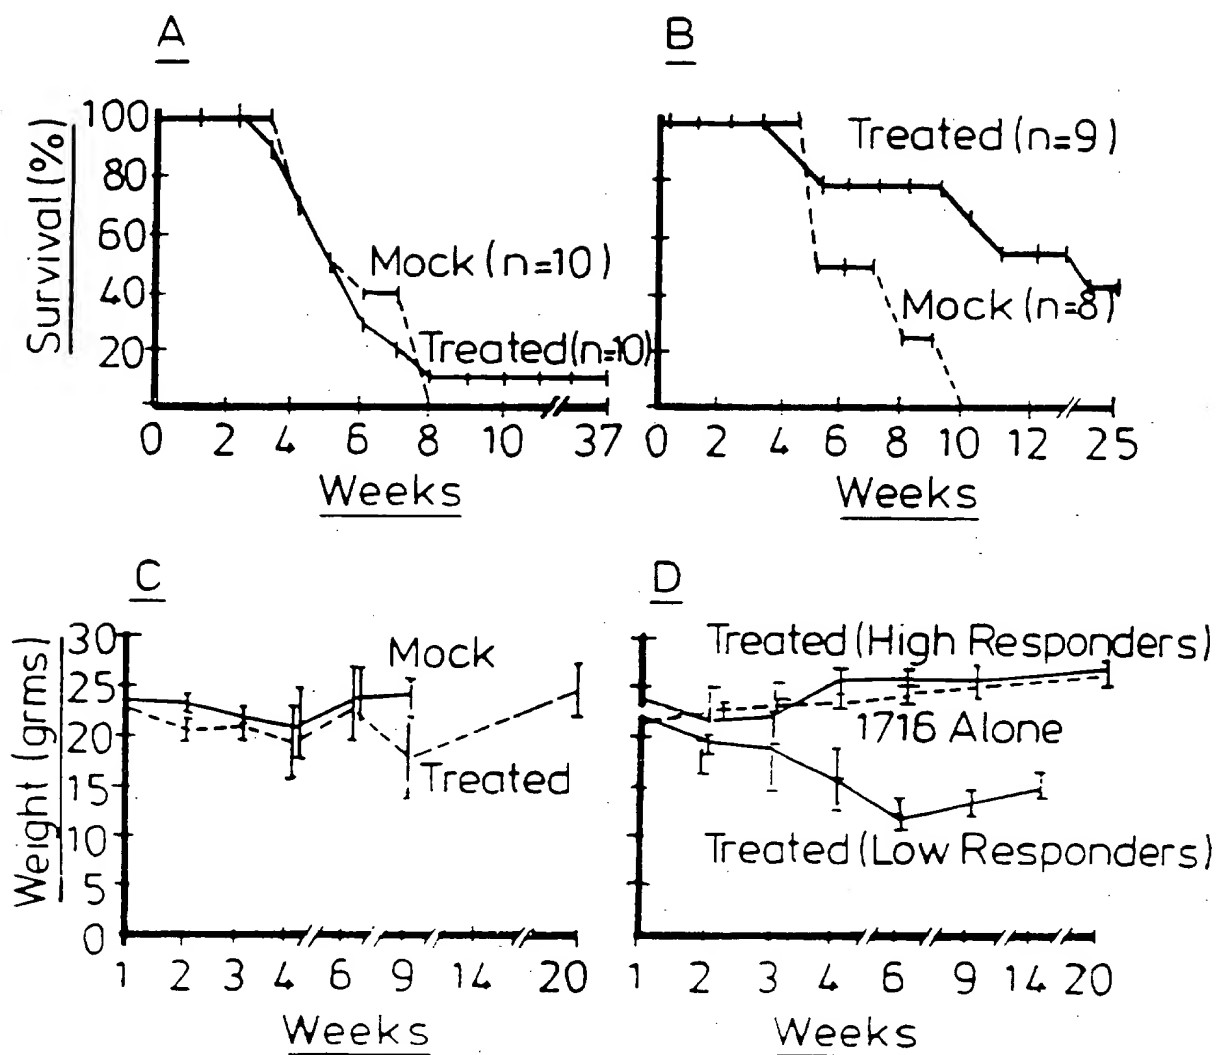 A
Survival (%)
100
80
60
40
20
Mock (n=10)
Treated (n=10)
0 2 4 6 8 10 37
Weeks
B
Treated (n=9)
Mock (n=8)
0 2 4 6 8 10 12 25
Weeks
C
Weight (grms)
30
25
20
15
10
5
0
Mock
Treated
1 2 3 4 6 9 14 20
Weeks
D
Treated (High Responders)
1716 Alone
Treated (Low Responders)
1 2 3 4 6 9 14 20
Weeks